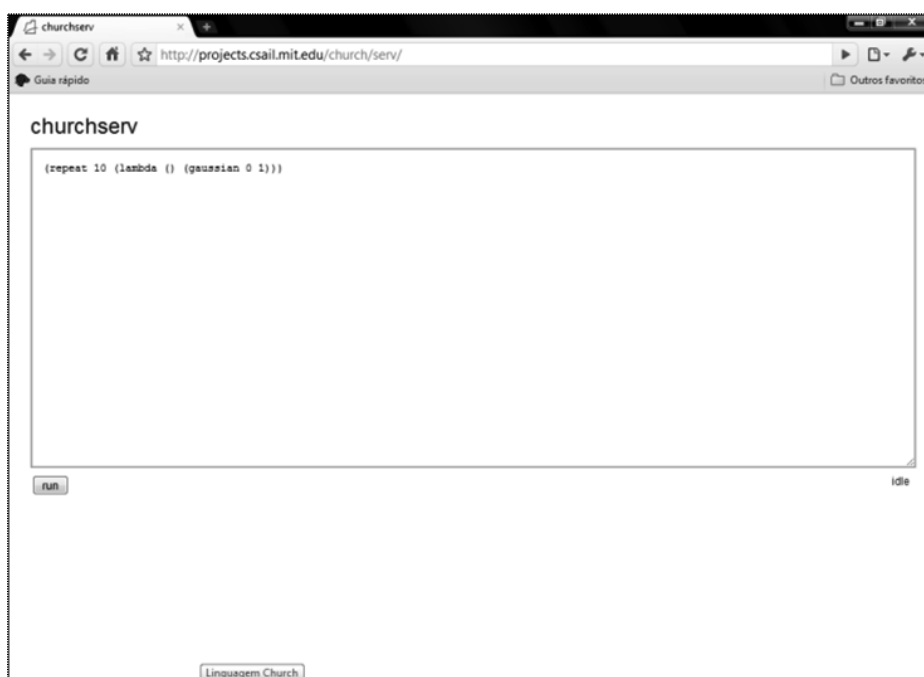 churchserv
http://projects.csail.mit.edu/church/serv/
Guia rápido
Outros favoritos
churchserv
(repeat 10 (lambda () (gaussian 0 1)))
run
idle
Linguagem Church